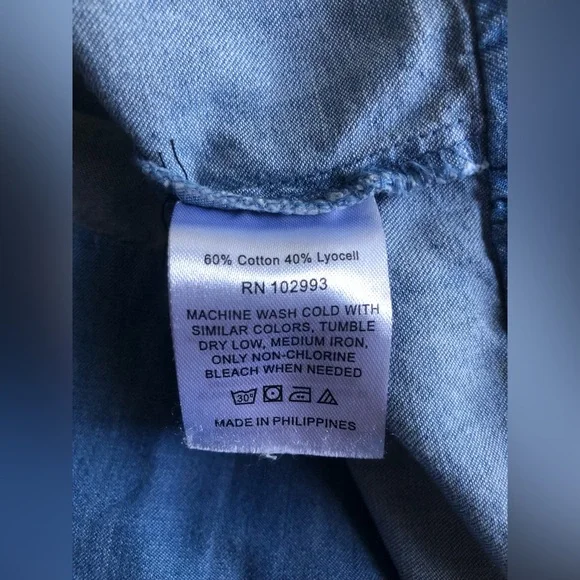 60% Cotton 40% Lyocell
RN 102993
MACHINE WASH COLD WITH
SIMILAR COLORS, TUMBLE
DRY LOW, MEDIUM IRON,
ONLY NON-CHLORINE
BLEACH WHEN NEEDED
30°
MADE IN PHILIPPINES